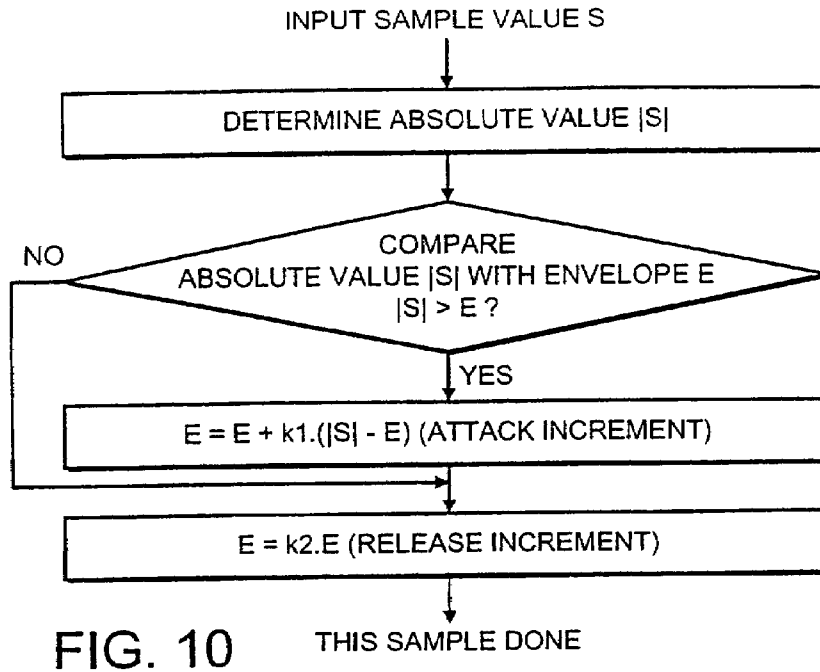 INPUT SAMPLE VALUE S
DETERMINE ABSOLUTE VALUE |S|
COMPARE
ABSOLUTE VALUE |S| WITH ENVELOPE E
|S| > E ?
NO
YES
E = E + k1.(|S| - E) (ATTACK INCREMENT)
E = k2.E (RELEASE INCREMENT)
THIS SAMPLE DONE
FIG. 10